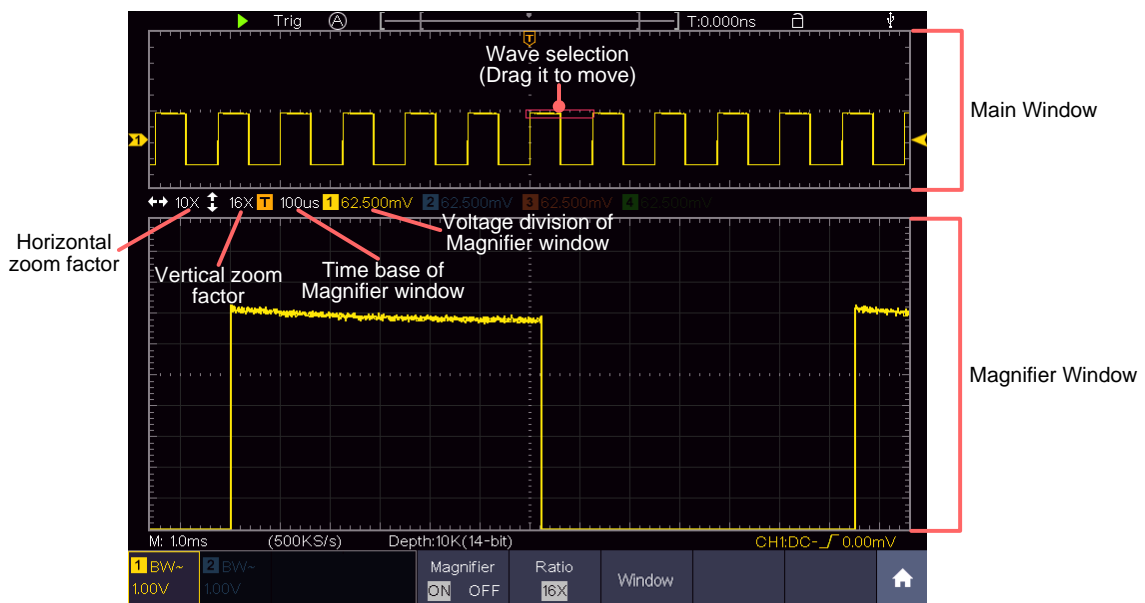 Trig A T:0.000ns
T
Wave selection
(Drag it to move)
Main Window
1
10X 16X T 100us 1 62.500mV 2 62.500mV 3 62.500mV 4 62.500mV
Voltage division of
Magnifier window
Horizontal
zoom factor
Vertical zoom
factor
Time base of
Magnifier window
Magnifier Window
M: 1.0ms (500KS/s) Depth:10K(14-bit) CH1:DC- 0.00mV
1 BW~ 2 BW~ Magnifier Ratio
Window
1.00V 1.00V ON OFF 16X